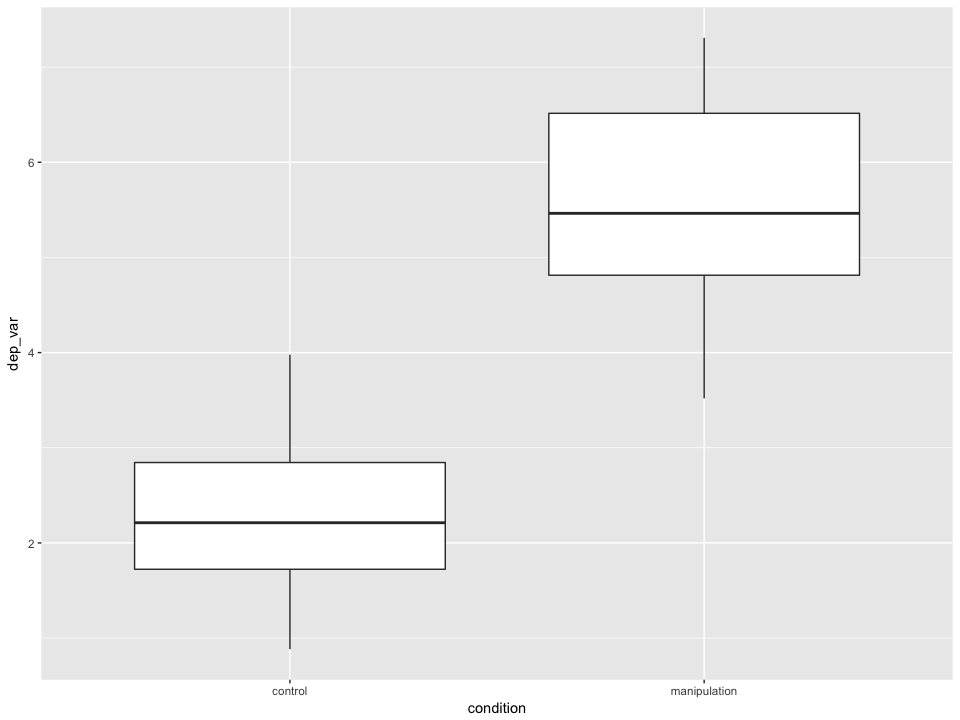 dep_var
6
4
2
control
manipulation
condition